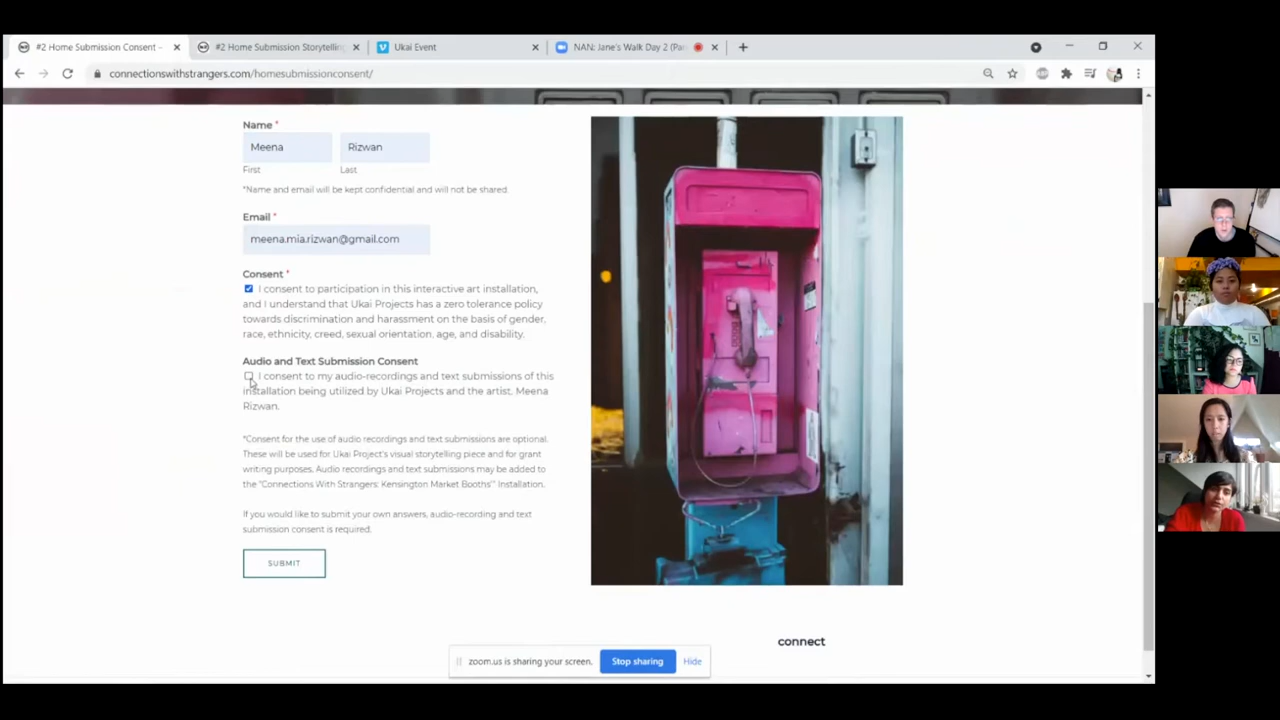 #2 Home Submission Consent -
#2 Home Submission Storytelling
Ukai Event
NAN: Jane's Walk Day 2 (Par
connectionswithstrangers.com/homesubmissionconsent/
Name *
Meena
Rizwan
First
Last
*Name and email will be kept confidential and will not be shared
Email *
meena.mia.rizwan@gmail.com
Consent *
I consent to participation in this interactive art installation,
and I understand that Ukai Projects has a zero tolerance policy
towards discrimination and harassment on the basis of gender,
race, ethnicity, creed, sexual orientation, age, and disability.
Audio and Text Submission Consent
I consent to my audio-recordings and text submissions of this
installation being utilized by Ukai Projects and the artist, Meena
Rizwan.
*Consent for the use of audio recordings and text submissions are optional.
These will be used for Ukai Project's visual storytelling piece and for grant
writing purposes. Audio recordings and text submissions may be added to
the "Connections With Strangers: Kensington Market Booths'" Installation.
If you would like to submit your own answers, audio-recording and text
submission consent is required.
SUBMIT
connect
zoom.us is sharing your screen.
Stop sharing
Hide